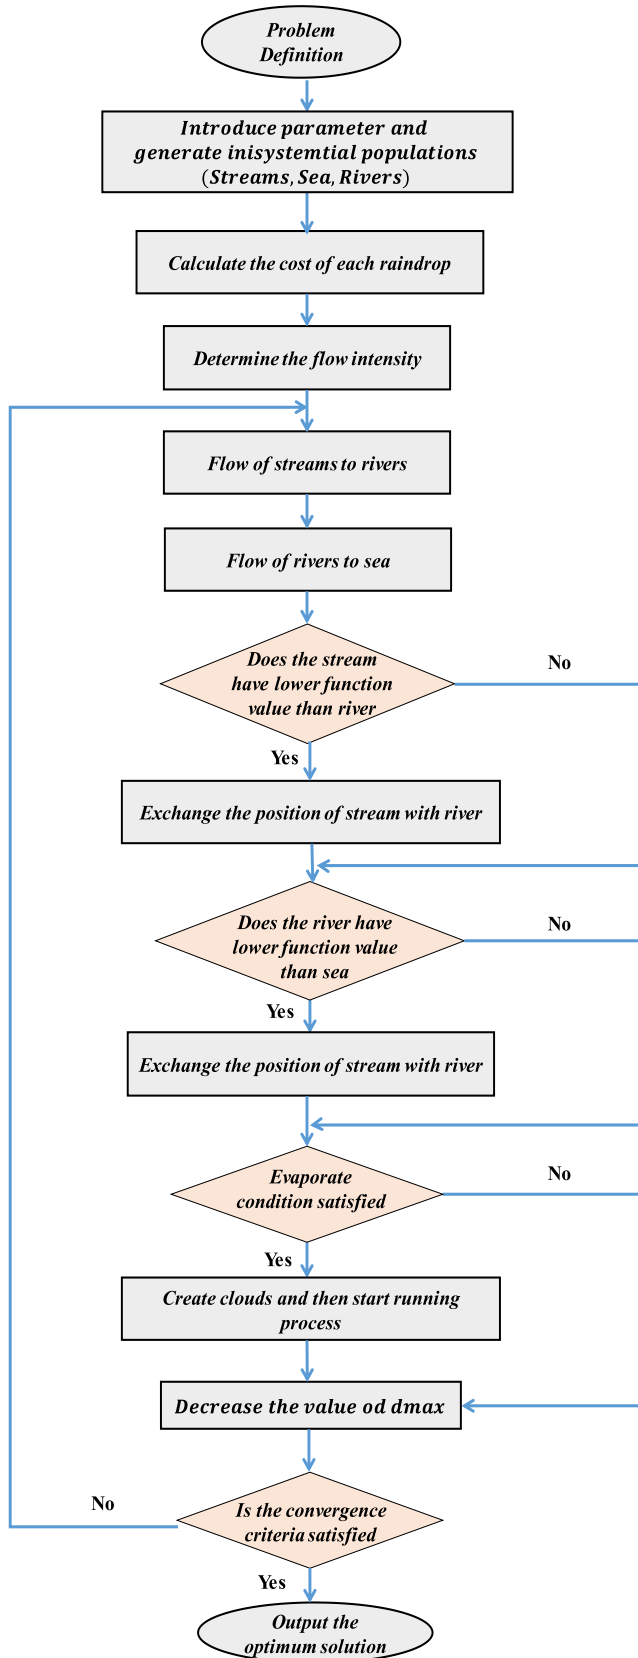 Problem
Definition
Introduce parameter and
generate inisystemtial populations
(Streams, Sea, Rivers)
Calculate the cost of each raindrop
Determine the flow intensity
Flow of streams to rivers
Flow of rivers to sea
Does the stream
have lower function
value than river
No
Yes
Exchange the position of stream with river
Does the river have
lower function value
than sea
No
Yes
Exchange the position of stream with river
Evaporate
condition satisfied
No
Yes
Create clouds and then start running
process
Decrease the value od dmax
Is the convergence
criteria satisfied
No
Yes
Output the
optimum solution